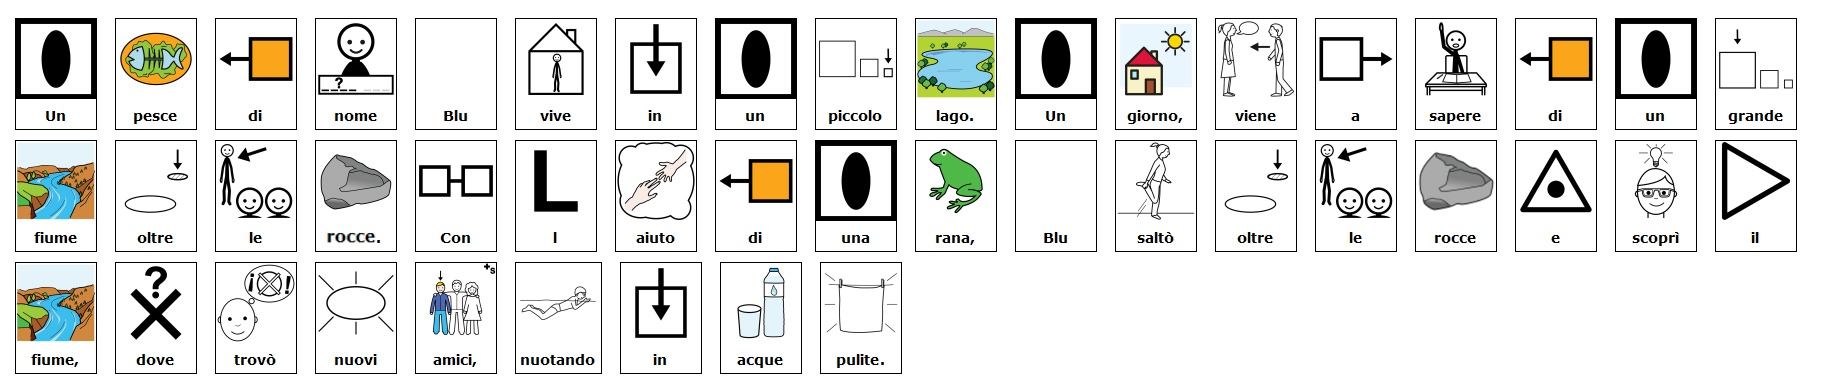 Un pesce di nome Blu vive in un piccolo lago. Un giorno, viene a sapere di un grande
fiume oltre le rocce. Con l aiuto di una rana, Blu saltò oltre le rocce e scoprì il
fiume, dove trovò nuovi amici, nuotando in acque pulite.